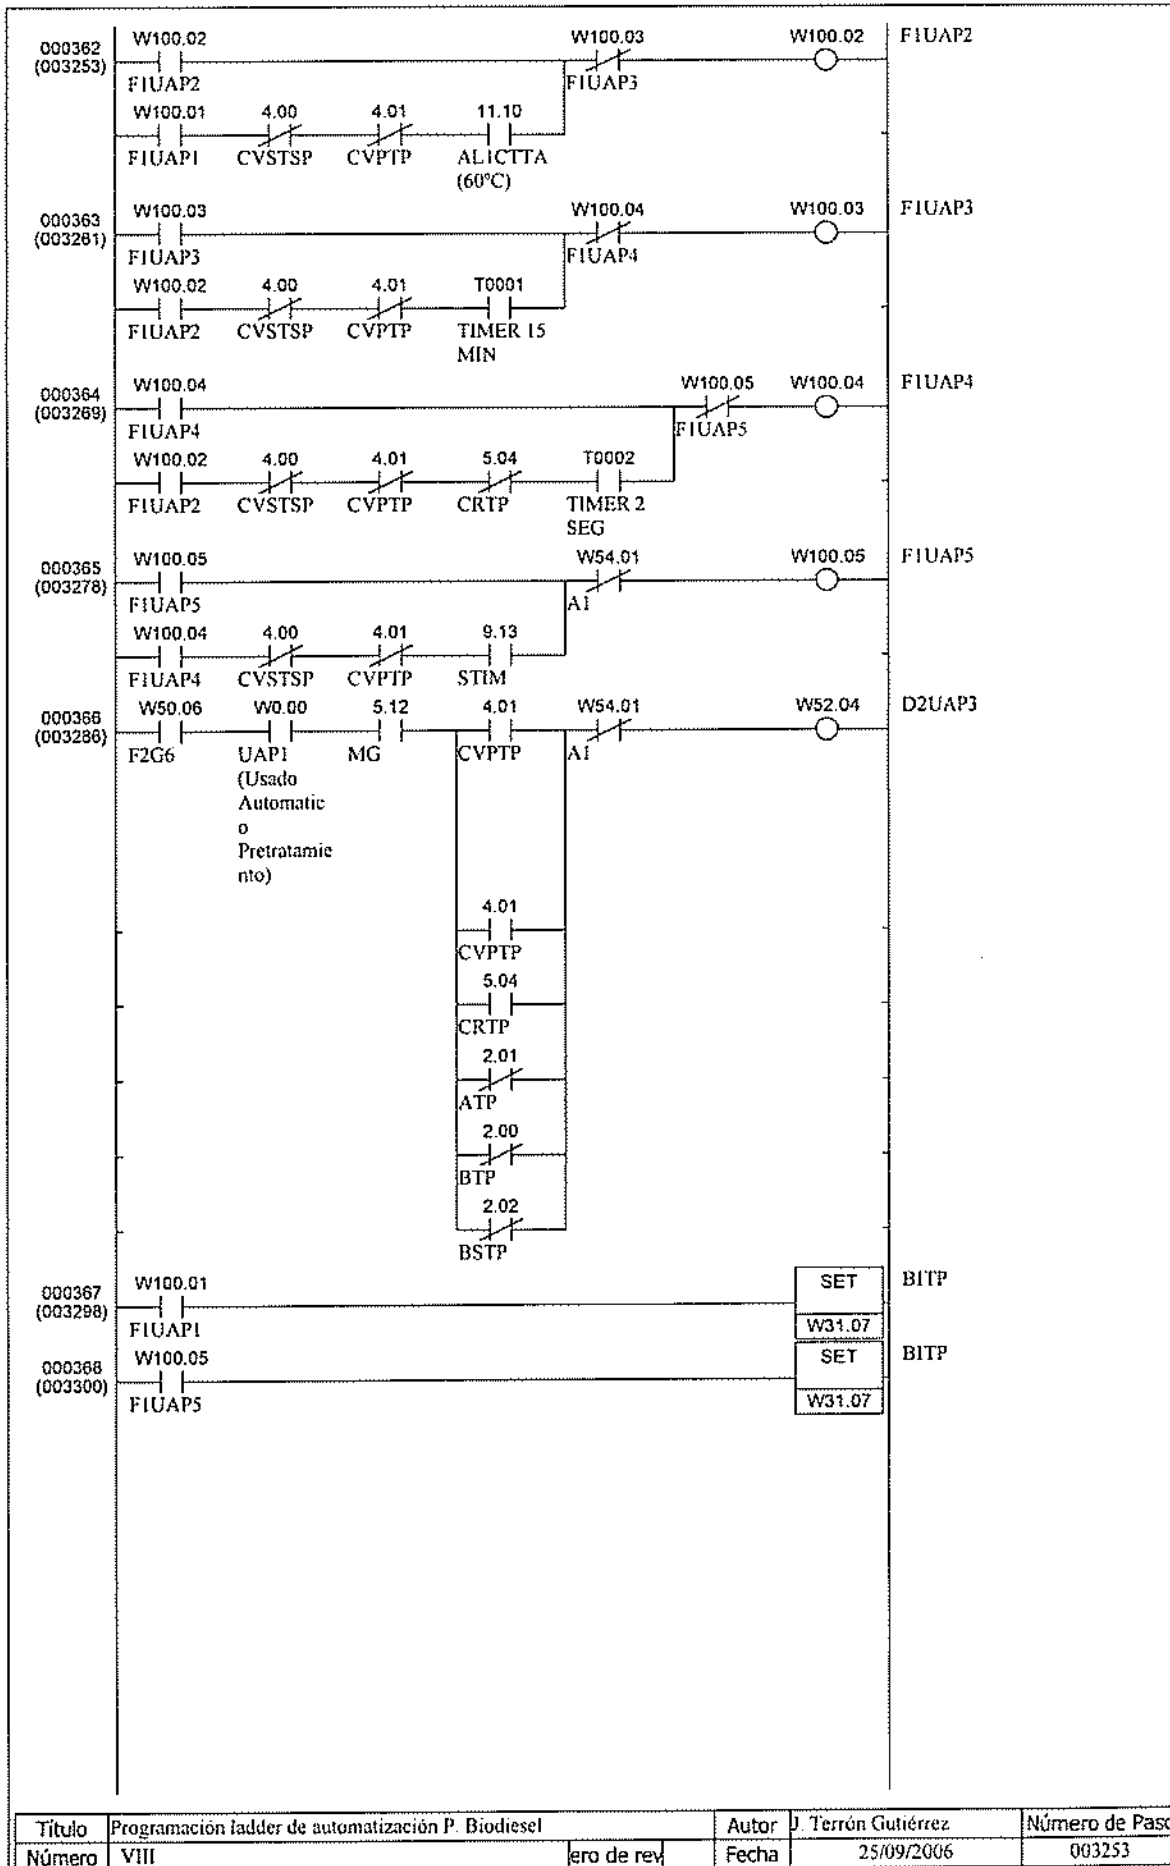 000362 W100.02 W100.03 W100.02 F1UAP2
(003253) F1UAP2 F1UAP3
W100.01 4.00 4.01 11.10
F1UAP1 CVSTSP CVPTP AL1CTTA
(60ºC)
000363 W100.03 W100.04 W100.03 F1UAP3
(003261) F1UAP3 F1UAP4
W100.02 4.00 4.01 T0001
F1UAP2 CVSTSP CVPTP TIMER 15
MIN
000364 W100.04 W100.05 W100.04 F1UAP4
(003269) F1UAP4 F1UAP5
W100.02 4.00 4.01 5.04 T0002
F1UAP2 CVSTSP CVPTP CRTP TIMER 2
SEG
000365 W100.05 W54.01 W100.05 F1UAP5
(003278) F1UAP5 A1
W100.04 4.00 4.01 9.13
F1UAP4 CVSTSP CVPTP STIM
000366 W50.06 W0.00 5.12 4.01 W54.01 W52.04 D2UAP3
(003286) F2G6 UAP1 MG CVPTP A1
(Usado
Automatic
o
Pretratamie
nto)
4.01
CVPTP
5.04
CRTP
2.01
ATP
2.00
BTP
2.02
BSTP
000367 W100.01 SET BITP
(003298) F1UAP1 W31.07
000368 W100.05 SET BITP
(003300) F1UAP5 W31.07
Título Programación ladder de automatización P. Biodiesel Autor J. Terrón Gutiérrez Número de Paso
Número VIII ero de rev Fecha 25/09/2006 003253